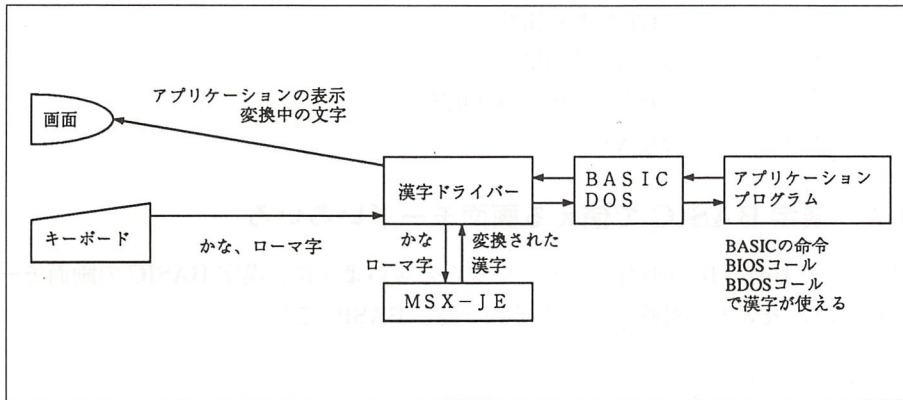 アプリケーションの表示
変換中の文字
画面
漢字ドライバー
BASIC
DOS
アプリケーション
プログラム
キーボード
かな、ローマ字
かな
ローマ字
変換された
漢字
MSX-JE
BASICの命令
BIOSコール
BDOSコール
で漢字が使える